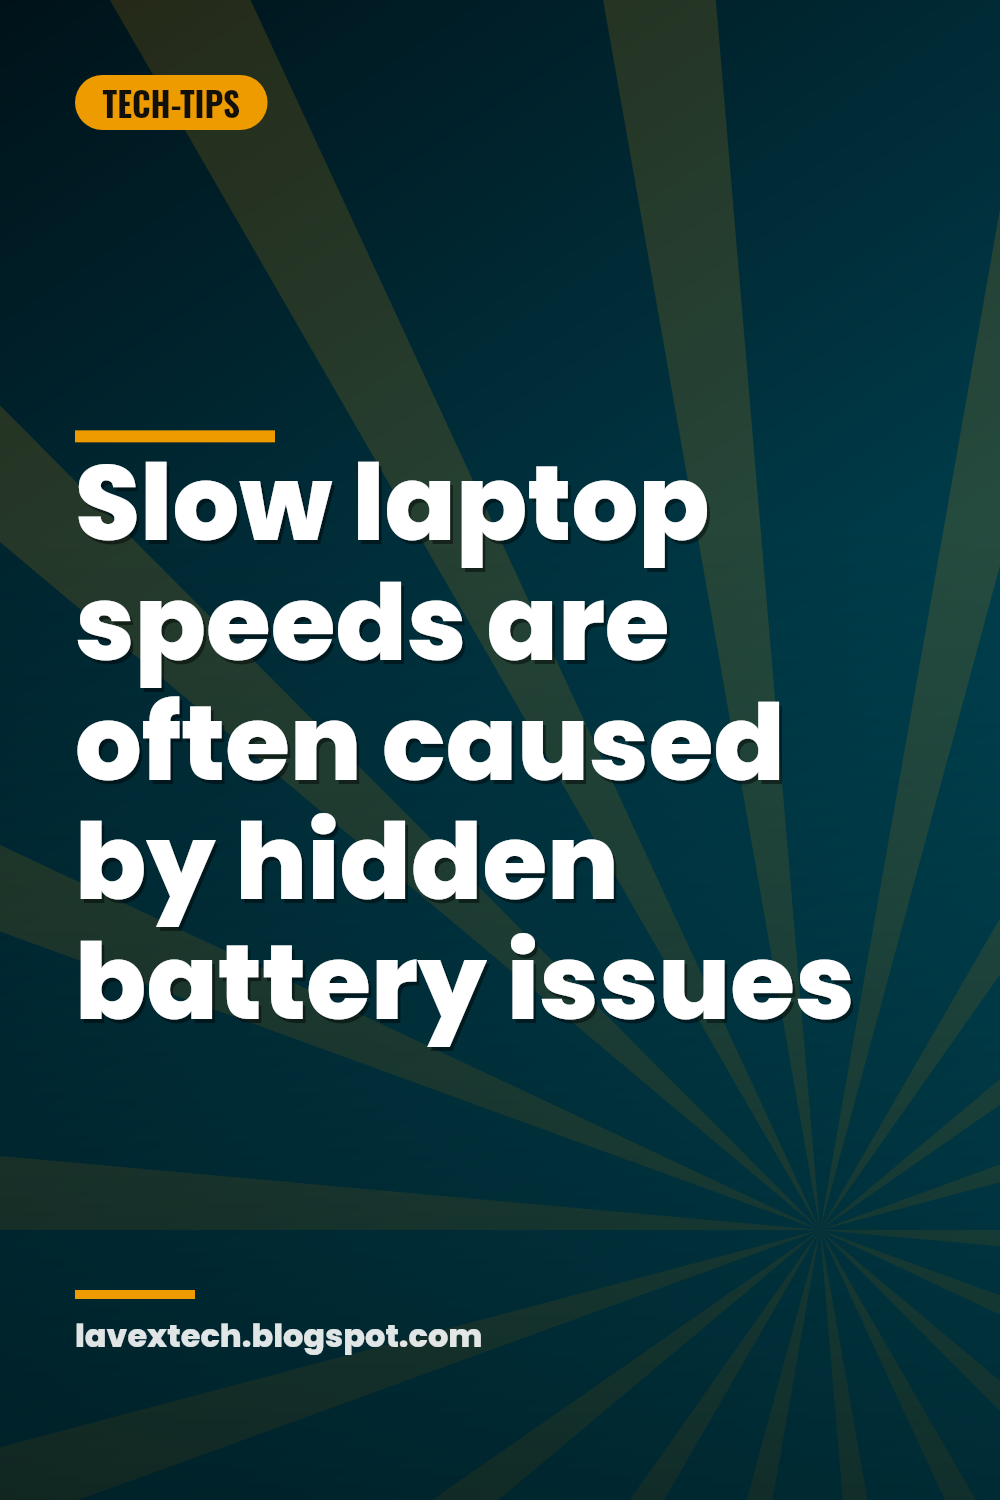 TECH-TIPS
Slow laptop
speeds are
often caused
by hidden
battery issues
lavextech.blogspot.com